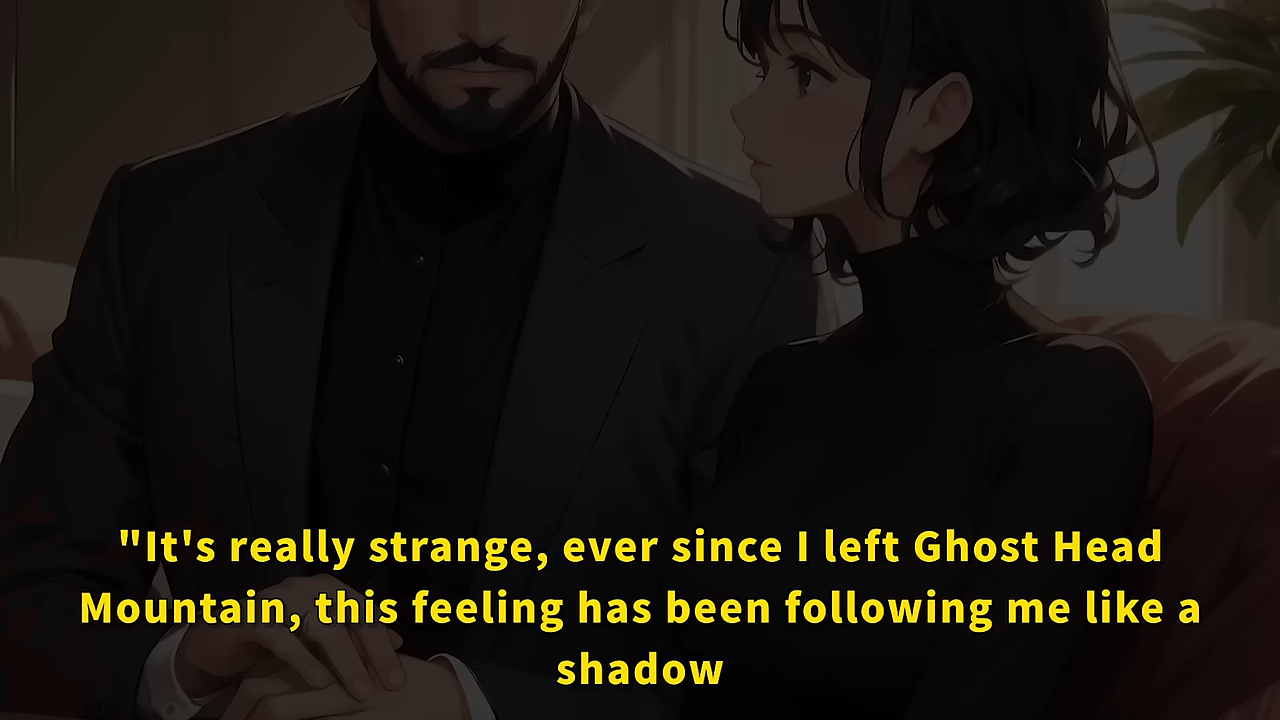 "It's really strange, ever since I left Ghost Head
Mountain, this feeling has been following me like a
shadow